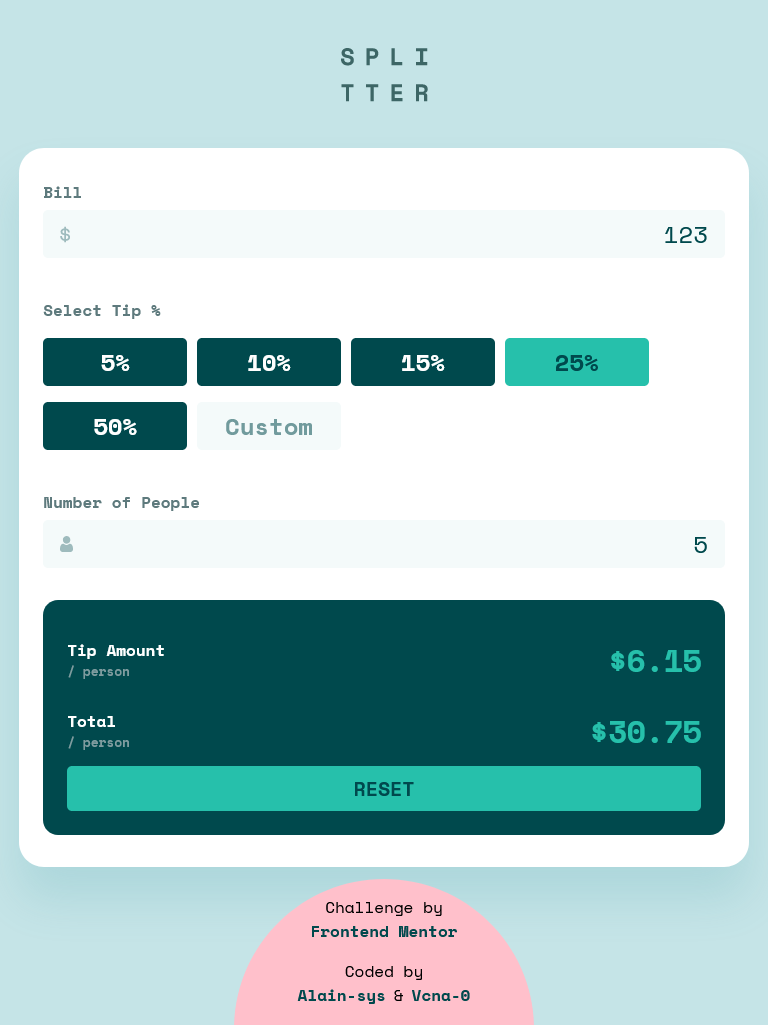 SPLI
TTER
Bill
$ 123
Select Tip %
5% 10% 15% 25%
50% Custom
Number of People
5
Tip Amount
/ person
$6.15
Total
/ person
$30.75
RESET
Challenge by
Frontend Mentor
Coded by
Alain-sys & Vcna-0